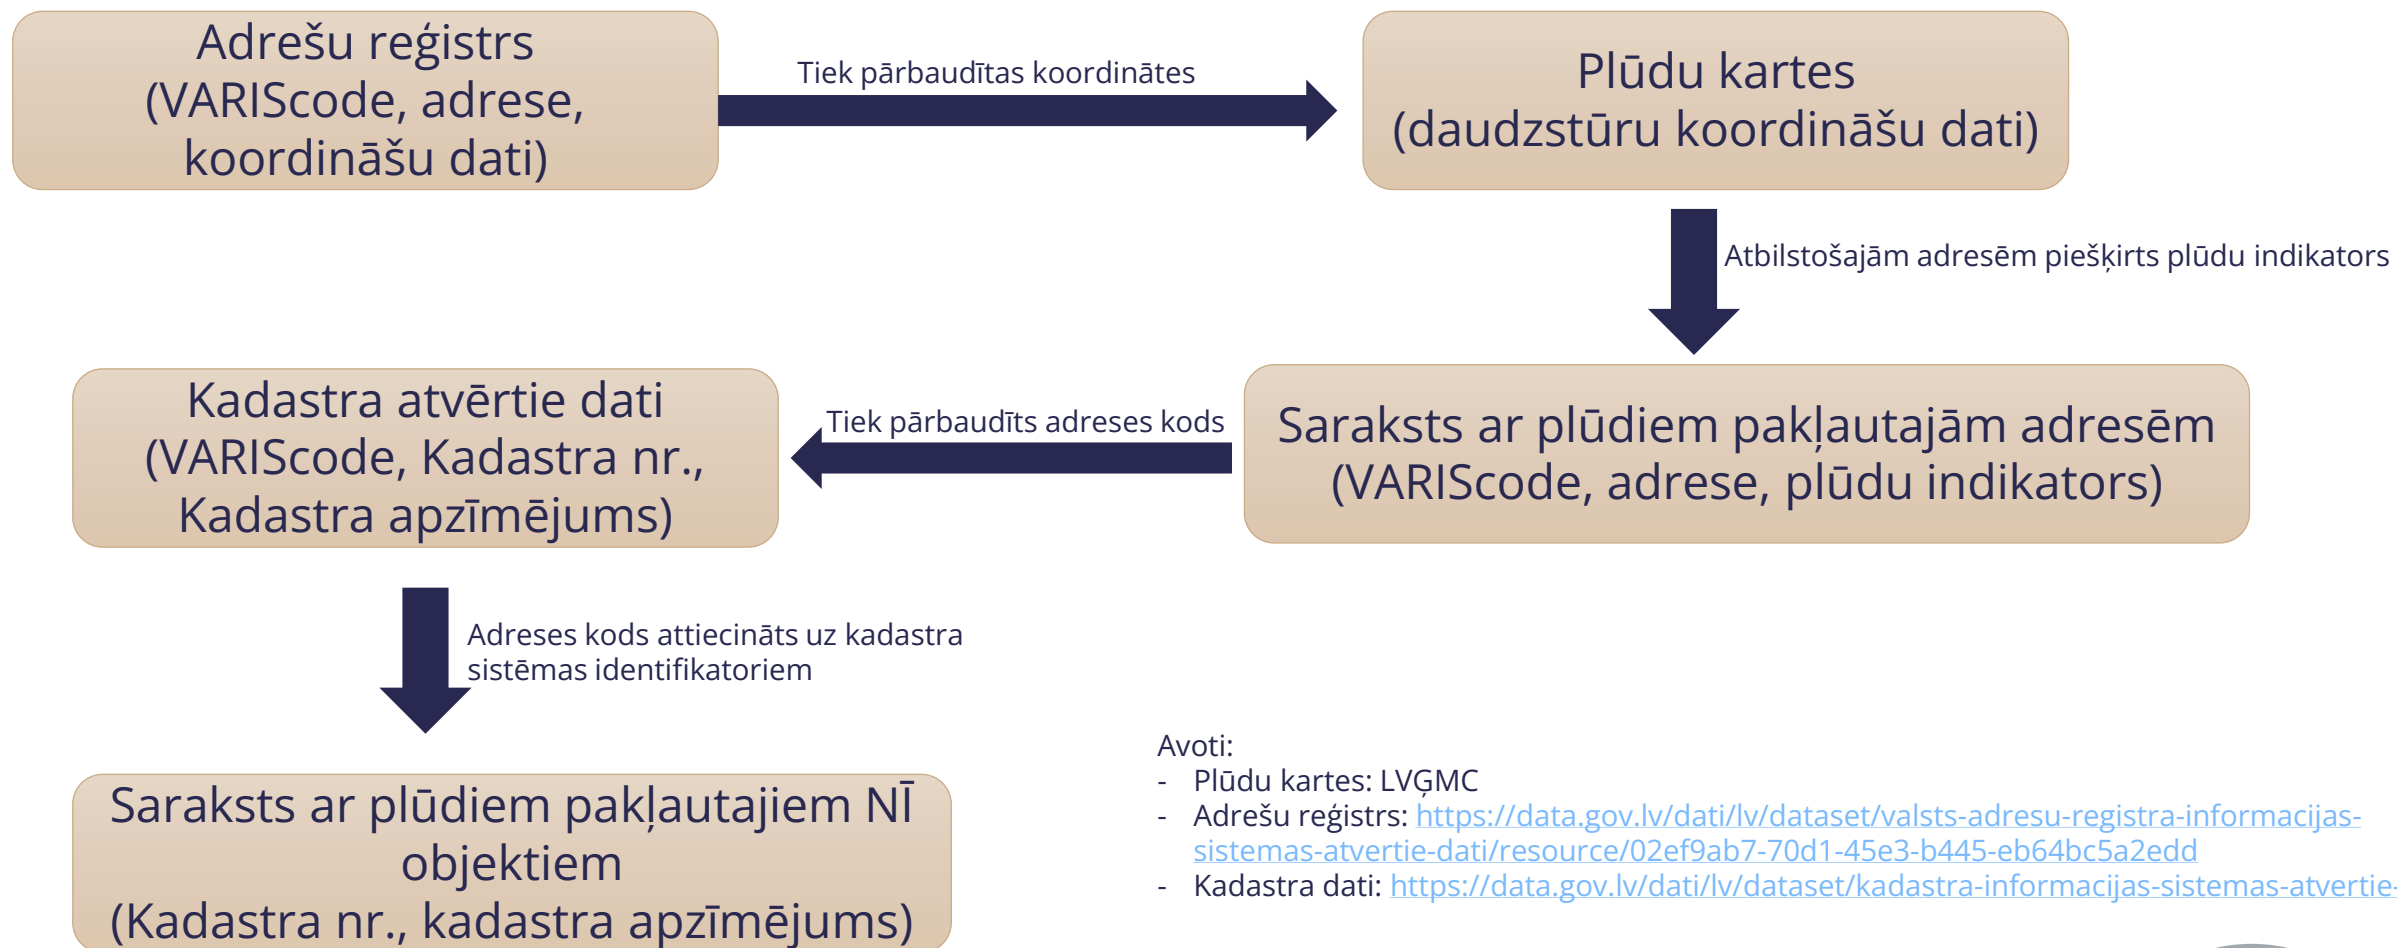 Adrešu reģistrs
(VARIScode, adrese,
koordināšu dati)
Tiek pārbaudītas koordinātes
Plūdu kartes
(daudzstūru koordināšu dati)
Atbilstošajām adresēm piešķirts plūdu indikators
Kadastra atvērtie dati
(VARIScode, Kadastra nr.,
Kadastra apzīmējums)
Tiek pārbaudīts adreses kods
Saraksts ar plūdiem pakļautajām adresēm
(VARIScode, adrese, plūdu indikators)
Adreses kods attiecināts uz kadastra
sistēmas identifikatoriem
Saraksts ar plūdiem pakļautajiem NĪ
objektiem
(Kadastra nr., kadastra apzīmējums)
Avoti:
- Plūdu kartes: LVĢMC
- Adrešu reģistrs: https://data.gov.lv/dati/lv/dataset/valsts-adresu-registra-informacijas-
sistemas-atvertie-dati/resource/02ef9ab7-70d1-45e3-b445-eb64bc5a2edd
- Kadastra dati: https://data.gov.lv/dati/lv/dataset/kadastra-informacijas-sistemas-atvertie-